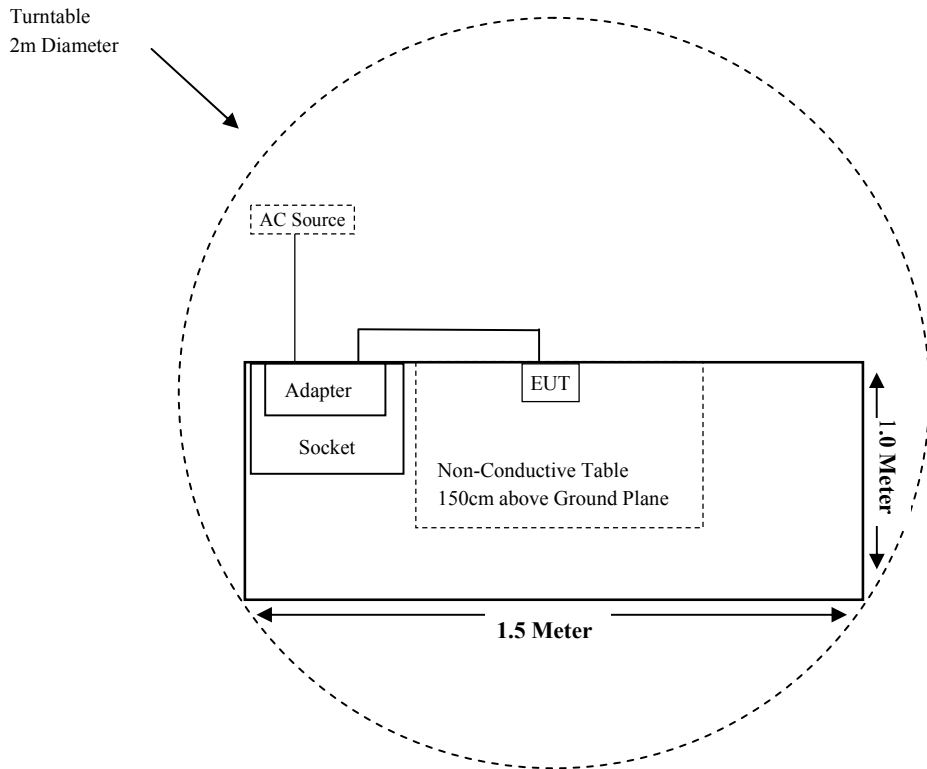 Turntable
2m Diameter
AC Source
Adapter
EUT
Socket
Non-Conductive Table
150cm above Ground Plane
1.0 Meter
1.5 Meter